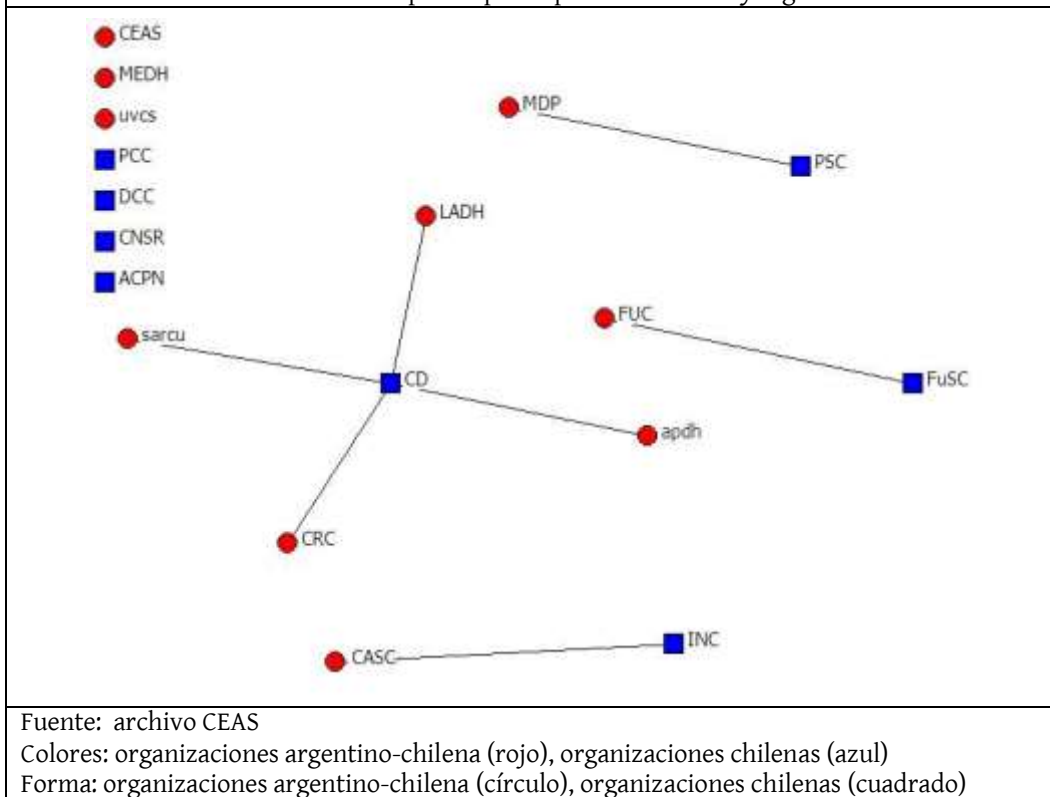 CEAS
MEDH
uvcs
PCC
DCC
CNSR
ACPN
MDP
PSC
LADH
FUC
sarcu
CD
FuSC
apdh
CRC
CASC
INC
Fuente: archivo CEAS
Colores: organizaciones argentino-chilena (rojo), organizaciones chilenas (azul)
Forma: organizaciones argentino-chilena (círculo), organizaciones chilenas (cuadrado)